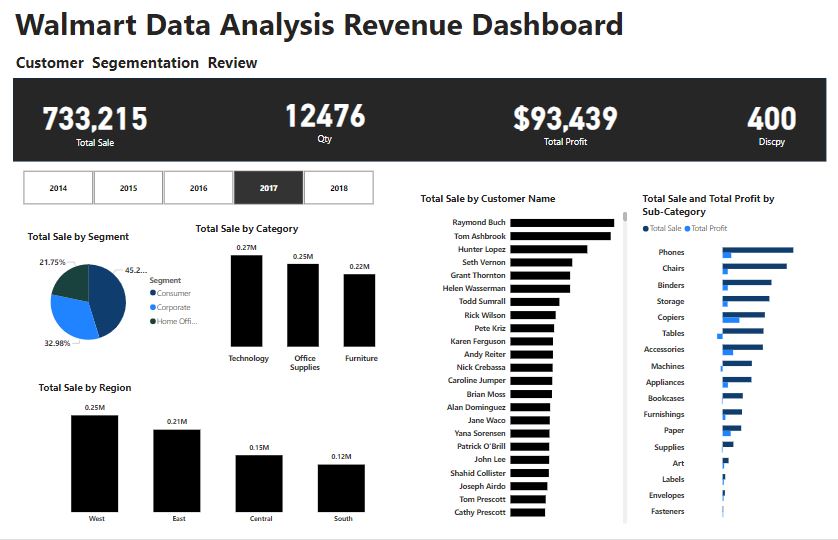 Walmart Data Analysis Revenue Dashboard
Customer Segementation Review
733,215
Total Sale
12476
Qty
$93,439
Total Profit
400
Discpy
2014
2015
2016
2017
2018
Total Sale by Segment
21.75%
45.2...
32.98%
Segment
Consumer
Corporate
Home Offi...
Total Sale by Category
0.27M
0.25M
0.22M
Technology
Office
Supplies
Furniture
Total Sale by Region
0.25M
0.21M
0.15M
0.12M
West
East
Central
South
Total Sale by Customer Name
Raymond Buch
Tom Ashbrook
Hunter Lopez
Seth Vernon
Grant Thornton
Helen Wasserman
Todd Sumrall
Rick Wilson
Pete Kriz
Karen Ferguson
Andy Reiter
Nick Crebassa
Caroline Jumper
Brian Moss
Alan Dominguez
Jane Waco
Yana Sorensen
Patrick O'Brill
John Lee
Shahid Collister
Joseph Airdo
Tom Prescott
Cathy Prescott
Total Sale and Total Profit by
Sub-Category
Total Sale
Total Profit
Phones
Chairs
Binders
Storage
Copiers
Tables
Accessories
Machines
Appliances
Bookcases
Furnishings
Paper
Supplies
Art
Labels
Envelopes
Fasteners